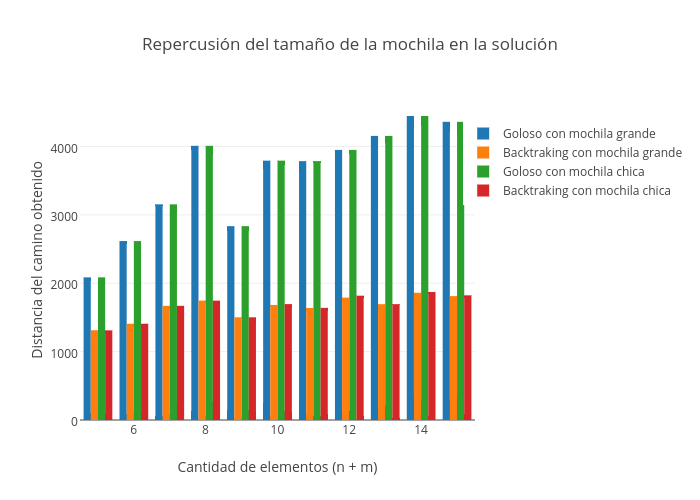 Repercusión del tamaño de la mochila en la solución
Goloso con mochila grande
Backtraking con mochila grande
Goloso con mochila chica
Backtraking con mochila chica
Distancia del camino obtenido
4000
3000
2000
1000
0
6
8
10
12
14
Cantidad de elementos (n + m)